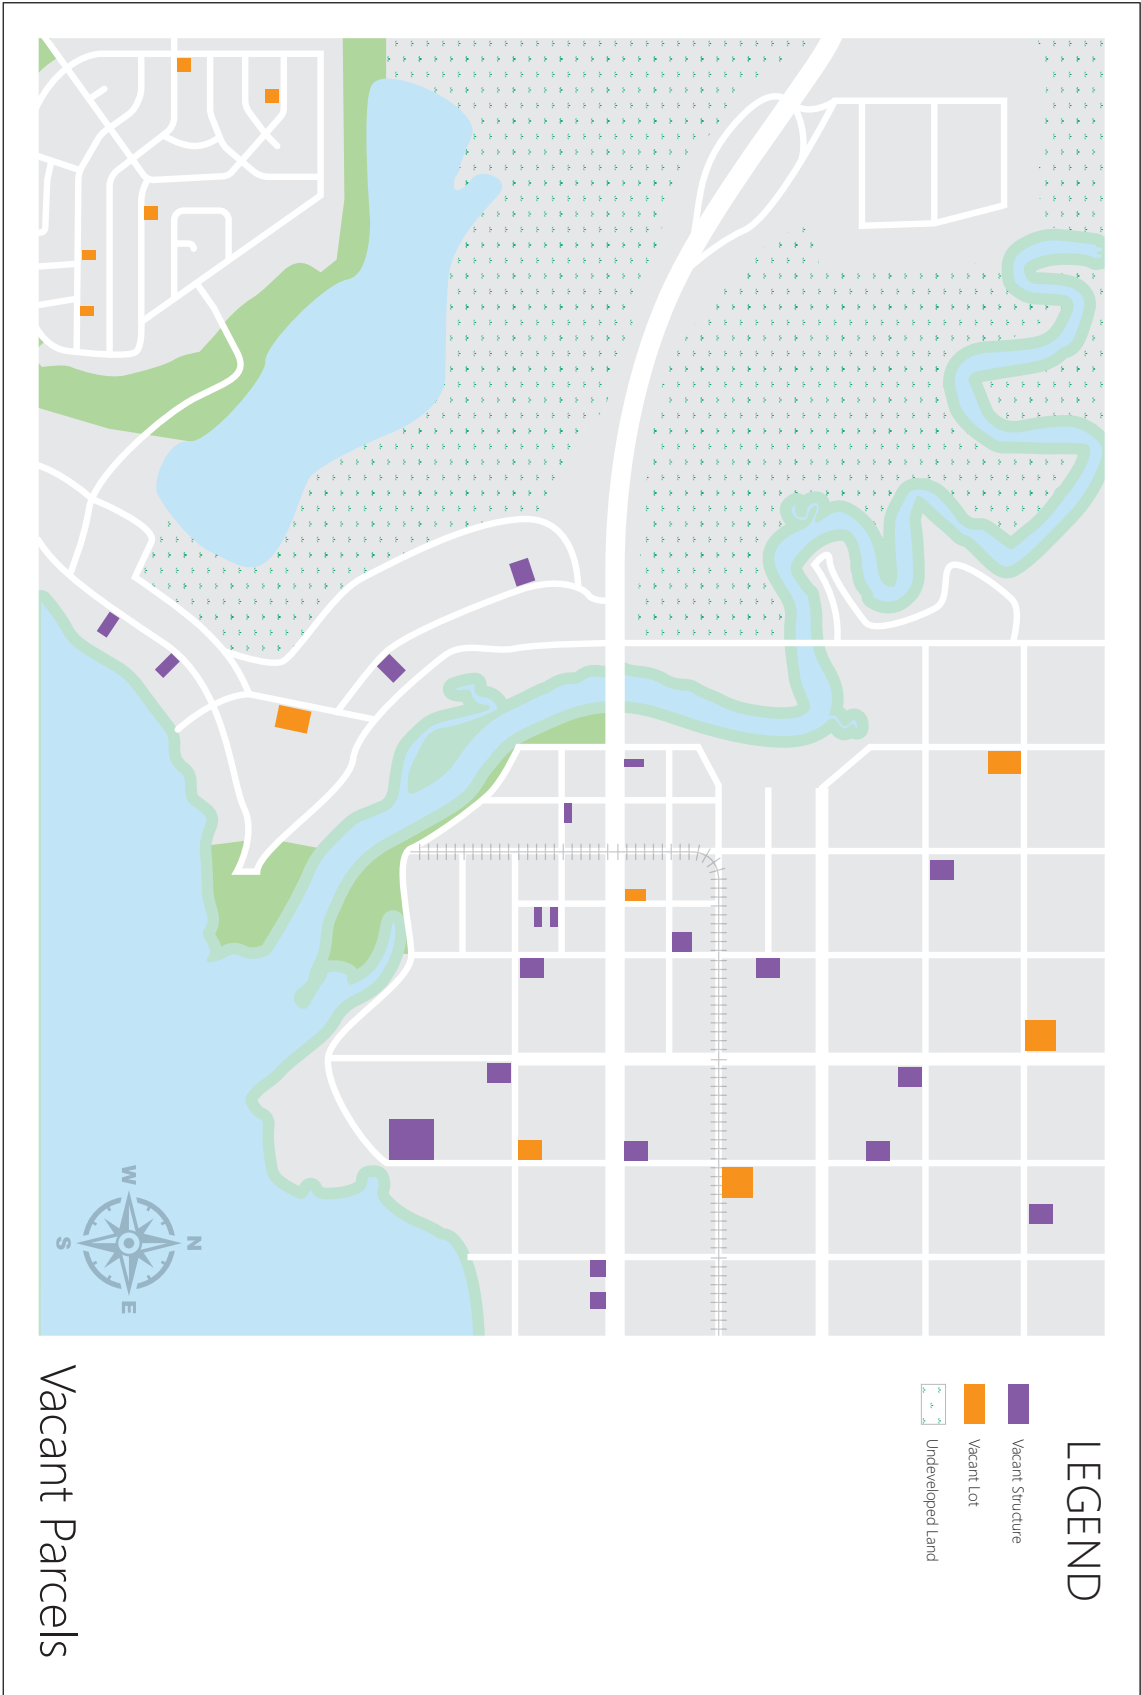 LEGEND
Vacant Structure
Vacant Lot
Undeveloped Land
N
W
E
S
Vacant Parcels